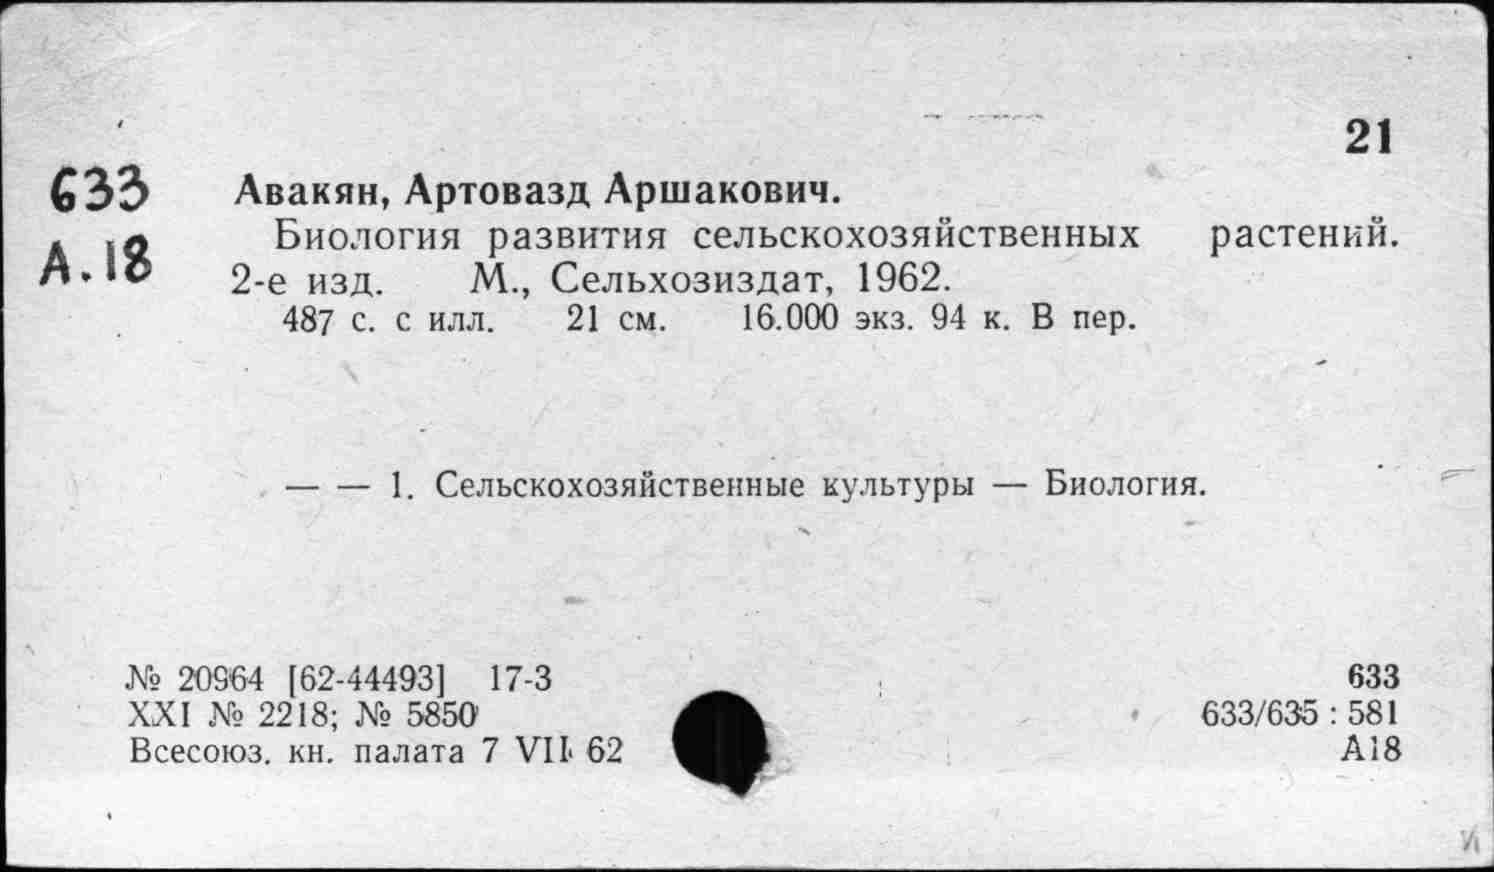 21
633
А.18
Авакян, Артовазд Аршакович.
Биология развития сельскохозяйственных растений.
2-е изд. М., Сельхозиздат, 1962.
487 с. с илл. 21 см. 16.000 экз. 94 к. В пер.
— — 1. Сельскохозяйственные культуры — Биология.
№ 20964 [62-44493] 17-3
XXI № 2218; № 5850
Всесоюз. кн. палата 7 VII 62
633
633/635 : 581
А18